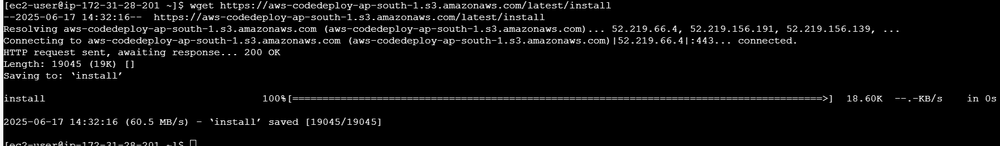 [ec2-user@ip-172-31-28-201 ~]$ wget https://aws-codedeploy-ap-south-1.s3.amazonaws.com/latest/install
--2025-06-17 14:32:16--  https://aws-codedeploy-ap-south-1.s3.amazonaws.com/latest/install
Resolving aws-codedeploy-ap-south-1.s3.amazonaws.com (aws-codedeploy-ap-south-1.s3.amazonaws.com)... 52.219.66.4, 52.219.156.191, 52.219.156.139, ...
Connecting to aws-codedeploy-ap-south-1.s3.amazonaws.com (aws-codedeploy-ap-south-1.s3.amazonaws.com)|52.219.66.4|:443... connected.
HTTP request sent, awaiting response... 200 OK
Length: 19045 (19K) []
Saving to: ‘install’
install 100%[=======================================================================================>] 18.60K --.-KB/s in 0s
2025-06-17 14:32:16 (60.5 MB/s) - ‘install’ saved [19045/19045]
[ec2-user@ip-172-31-28-201 ~]$